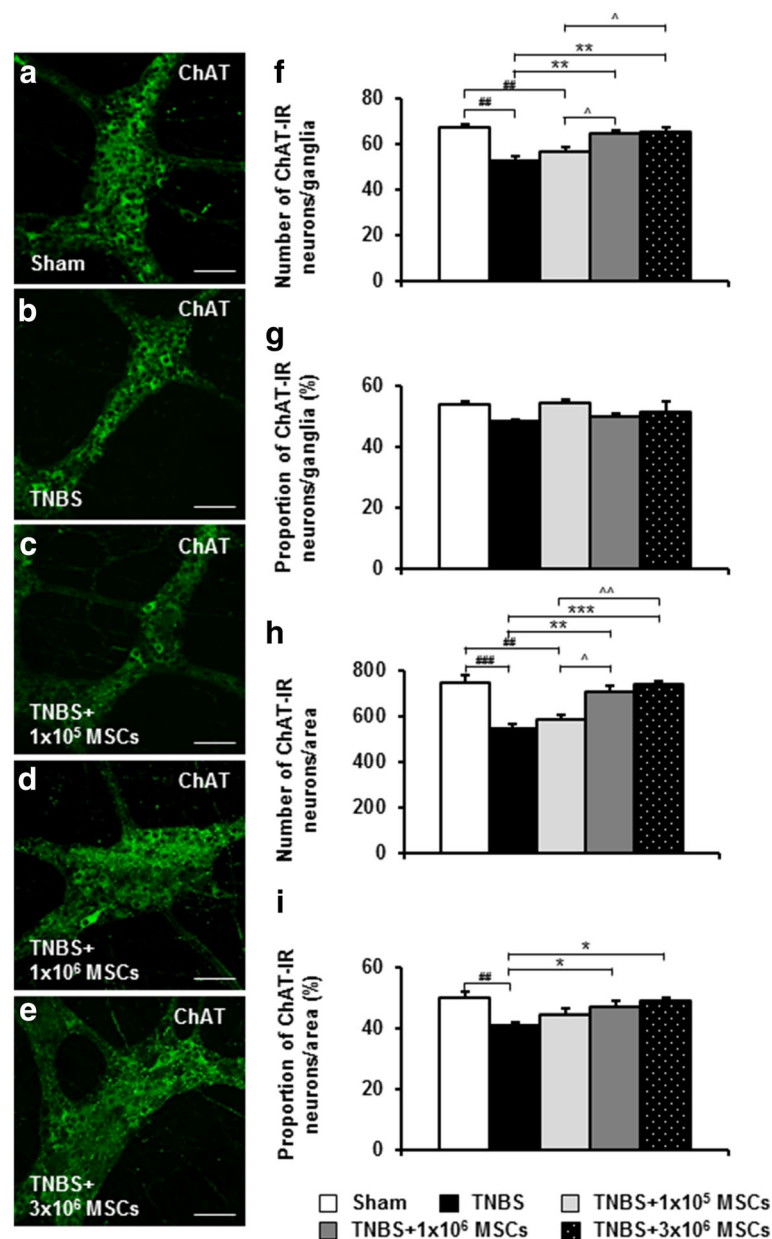 a
ChAT
Sham
b
ChAT
TNBS
c
ChAT
TNBS+
1x10⁵ MSCs
d
ChAT
TNBS+
1x10⁶ MSCs
e
ChAT
TNBS+
3x10⁶ MSCs
f
Number of ChAT-IR
neurons/ganglia
80
60
40
20
0
##
##
**
**
^
^
g
Proportion of ChAT-IR
neurons/ganglia (%)
60
40
20
0
h
Number of ChAT-IR
neurons/area
800
600
400
200
0
###
##
**
***
^^
^
i
Proportion of ChAT-IR
neurons/area (%)
60
40
20
0
##
*
*
Sham
TNBS
TNBS+1x10⁵ MSCs
TNBS+1x10⁶ MSCs
TNBS+3x10⁶ MSCs